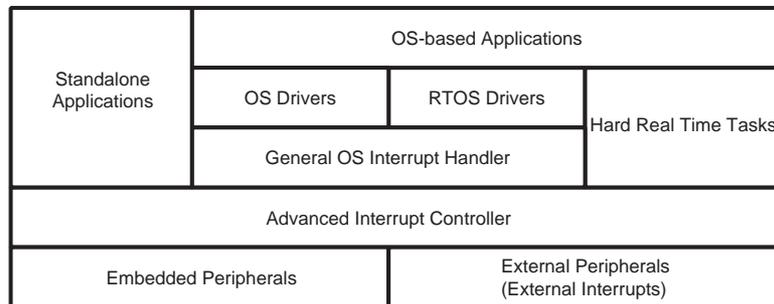 OS-based Applications
Standalone
Applications
OS Drivers
RTOS Drivers
Hard Real Time Tasks
General OS Interrupt Handler
Advanced Interrupt Controller
Embedded Peripherals
External Peripherals
(External Interrupts)